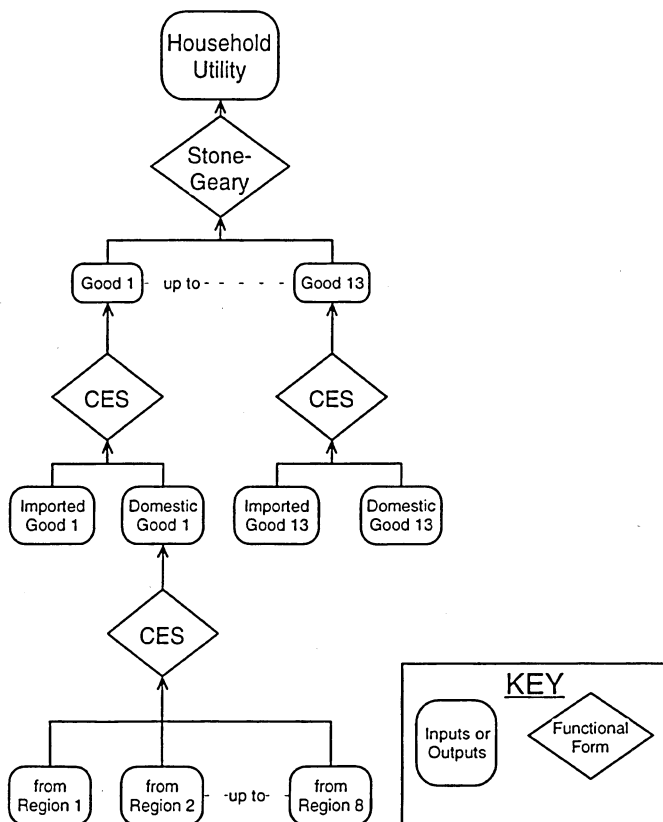 Household
Utility
Stone-
Geary
Good 1 - up to - - - - - Good 13
CES CES
Imported
Good 1
Domestic
Good 1
Imported
Good 13
Domestic
Good 13
CES
KEY
Inputs or
Outputs
Functional
Form
from
Region 1
from
Region 2
-up to-
from
Region 8